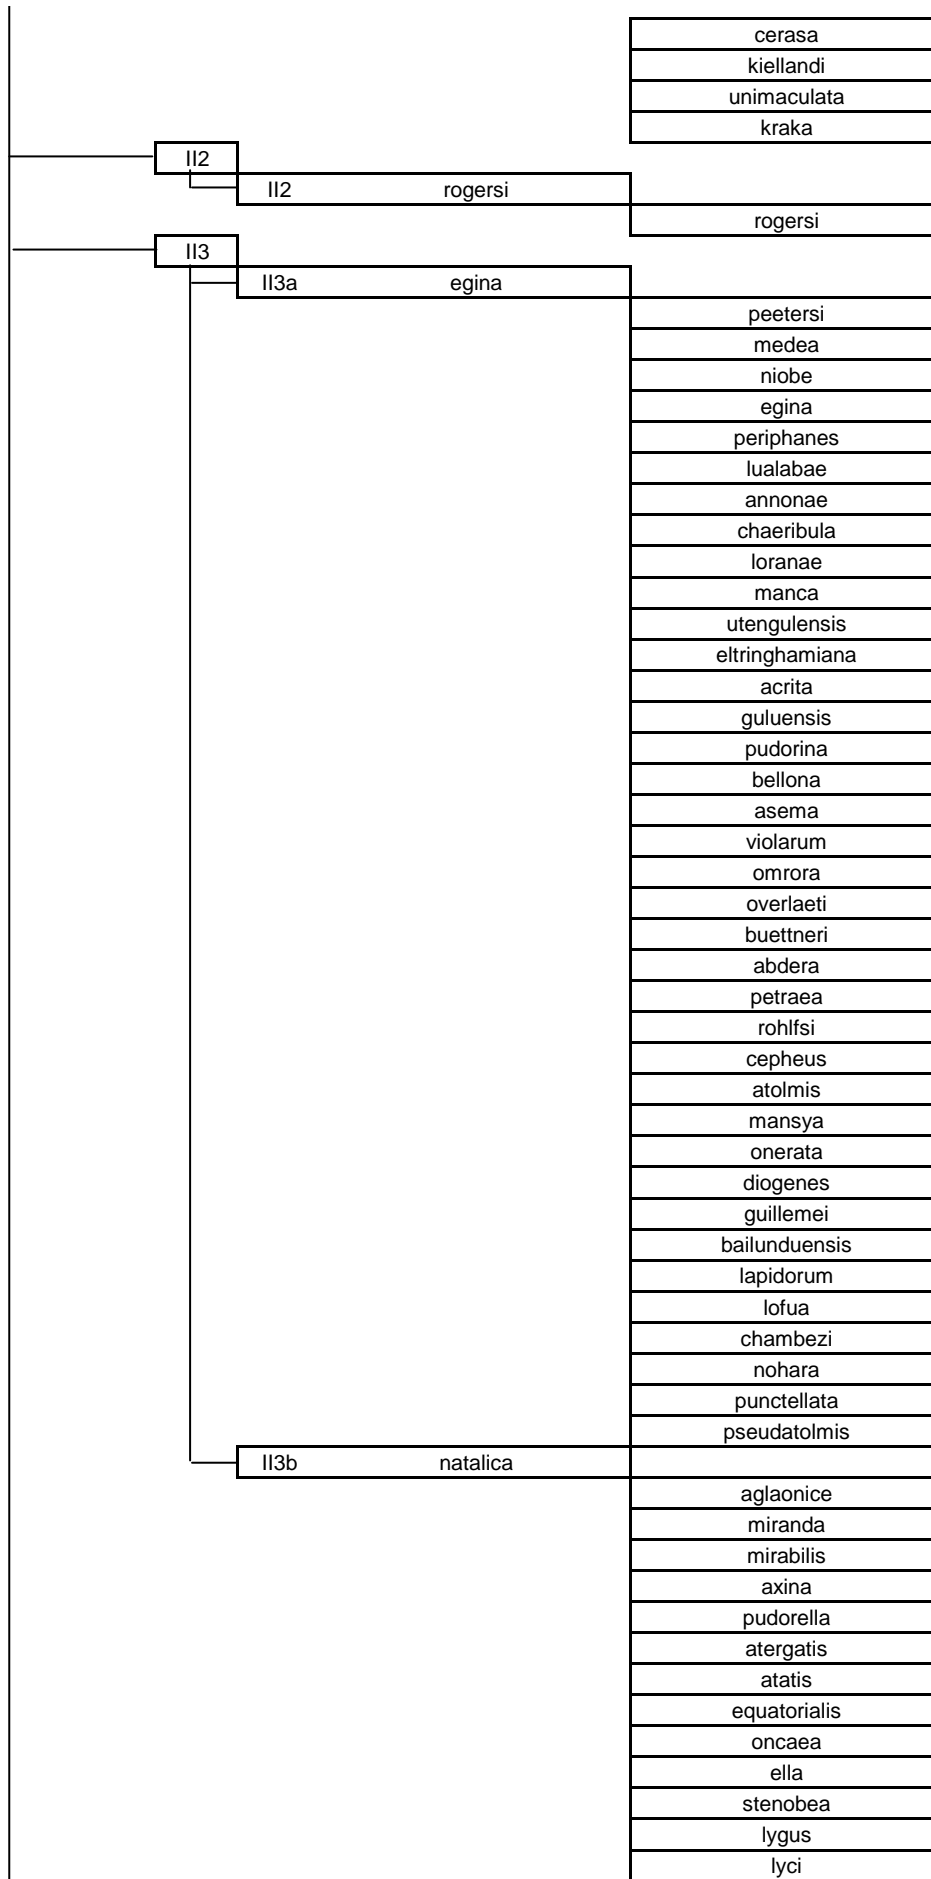 cerasa
kiellandi
unimaculata
kraka
II2
II2 rogersi
rogersi
II3
II3a egina
peetersi
medea
niobe
egina
periphanes
lualabae
annonae
chaeribula
loranae
manca
utengulensis
eltringhamiana
acrita
guluensis
pudorina
bellona
asema
violarum
omrora
overlaeti
buettneri
abdera
petraea
rohlfsi
cepheus
atolmis
mansya
onerata
diogenes
guillemei
bailunduensis
lapidorum
lofua
chambezi
nohara
punctellata
pseudatolmis
II3b natalica
aglaonice
miranda
mirabilis
axina
pudorella
atergatis
atatis
equatorialis
oncaea
ella
stenobea
lygus
lyci